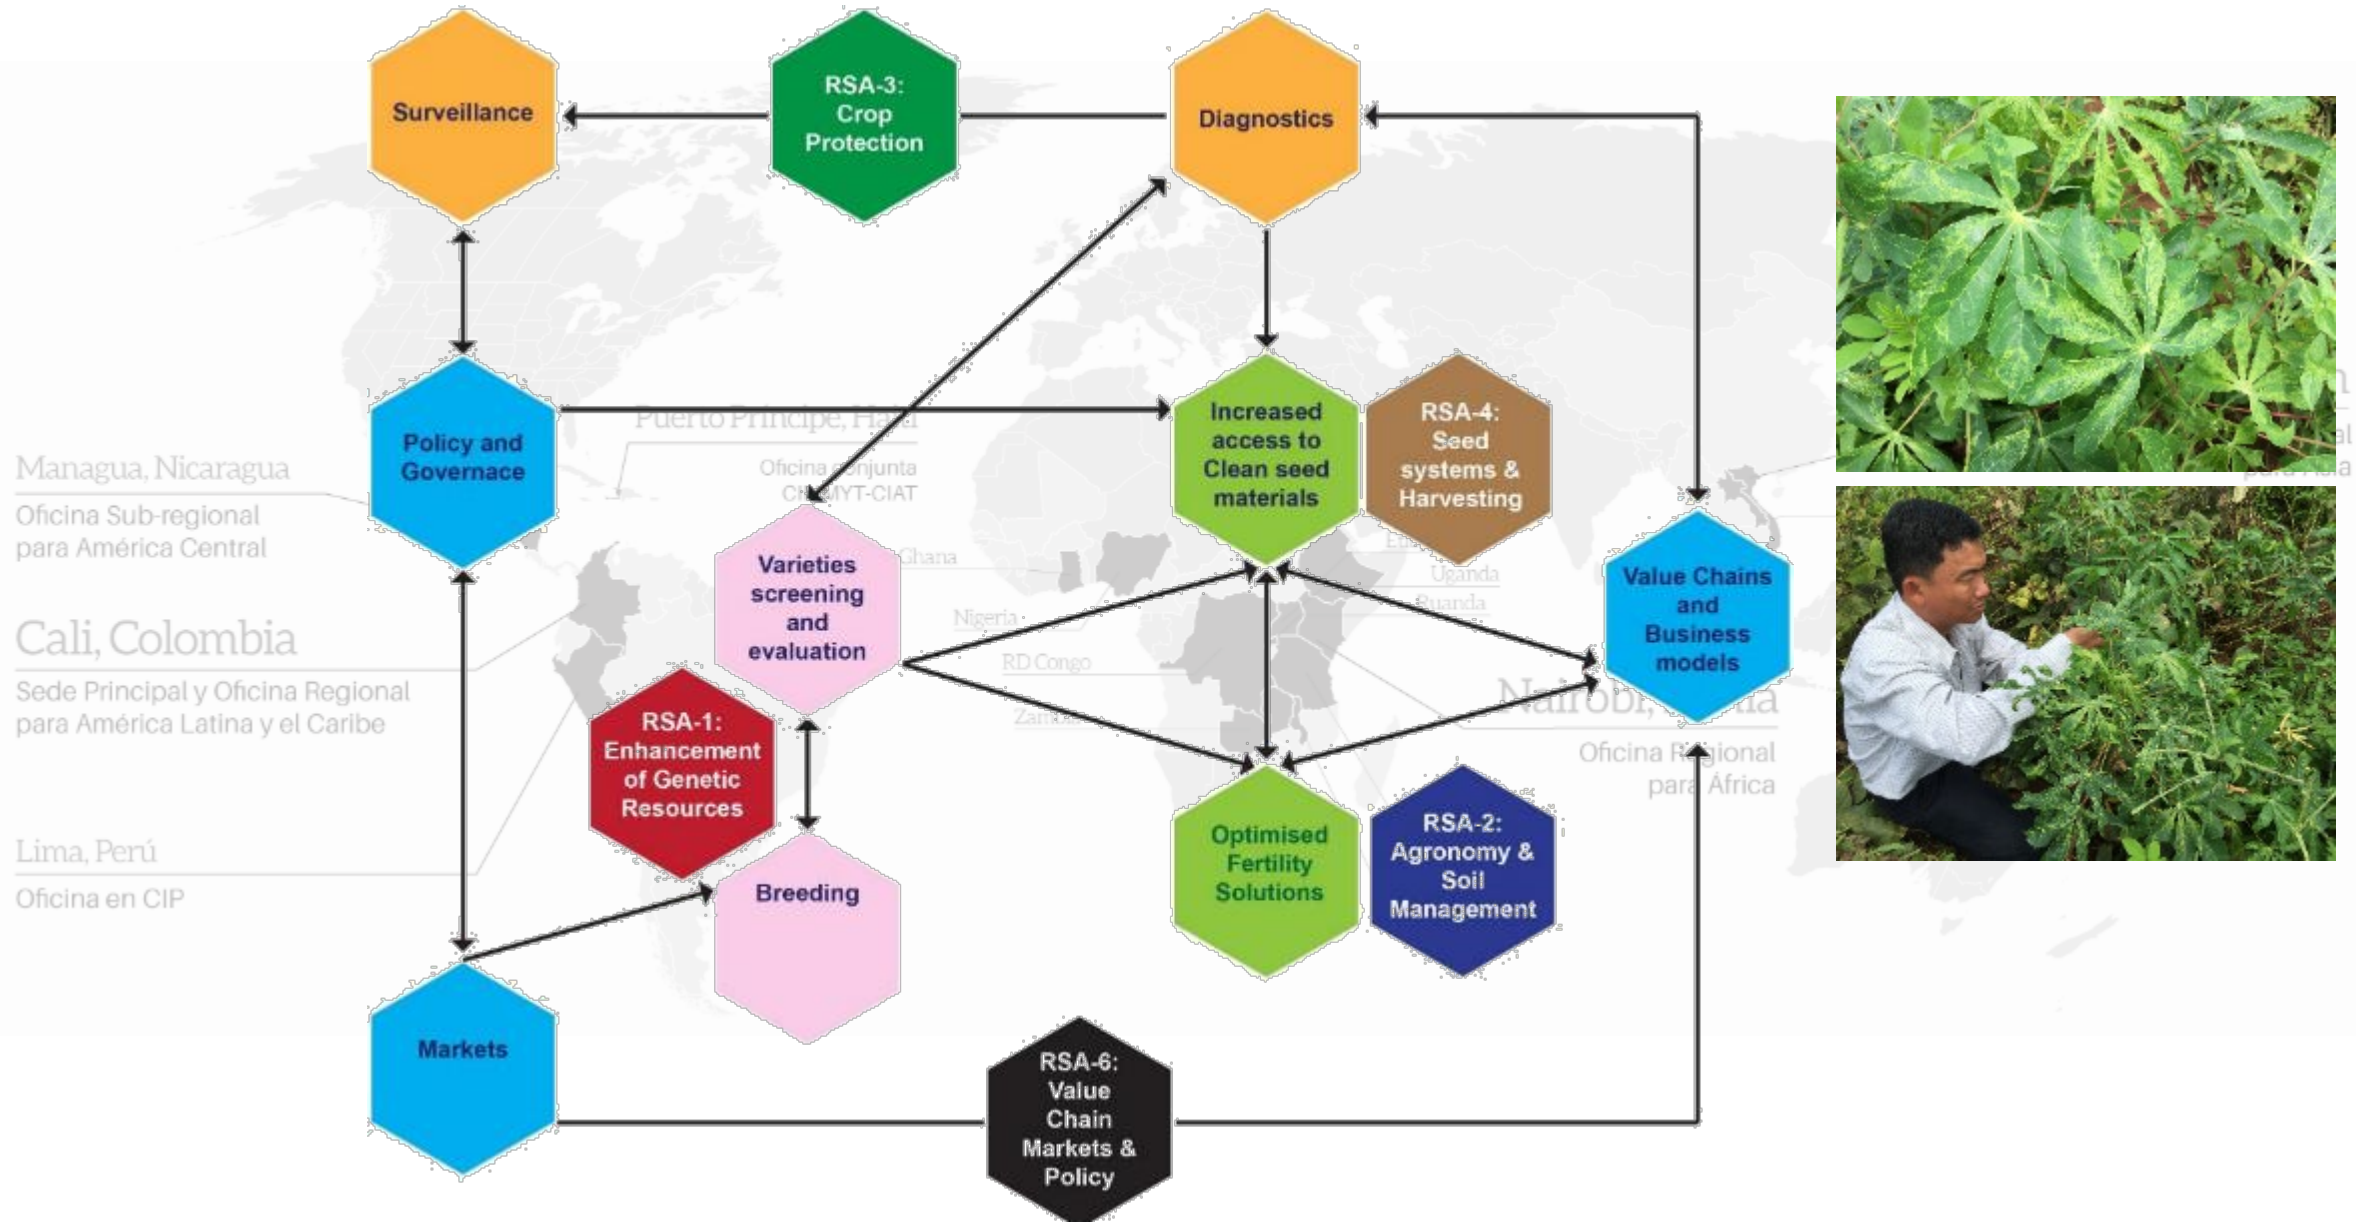 Surveillance
RSA-3:
Crop
Protection
Diagnostics
Policy and
Governace
Increased
access to
Clean seed
materials
RSA-4:
Seed
systems &
Harvesting
Varieties
screening
and
evaluation
Value Chains
and
Business
models
RSA-1:
Enhancement
of Genetic
Resources
Breeding
Optimised
Fertility
Solutions
RSA-2:
Agronomy &
Soil
Management
Markets
RSA-6:
Value
Chain
Markets &
Policy
Managua, Nicaragua
Oficina Sub-regional
para América Central
Puerto Príncipe,
Oficina conjunta
Cali, Colombia
Sede Principal y Oficina Regional
para América Latina y el Caribe
Lima, Perú
Oficina en CIP
Ghana
Nigeria
RD Congo
Uganda
Ruanda
Nairobi,
Oficina Regional
para África